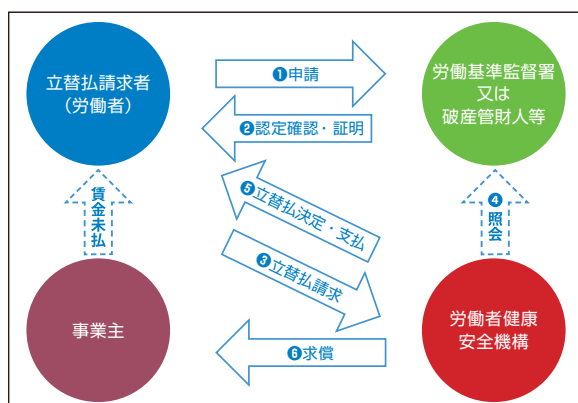 立替払請求者
（労働者）
❶申請
労働基準監督署
又は
破産管財人等
❷認定確認・証明
賃金未払
❺立替払決定・支払
❸立替払請求
❹照会
事業主
❻求償
労働者健康
安全機構